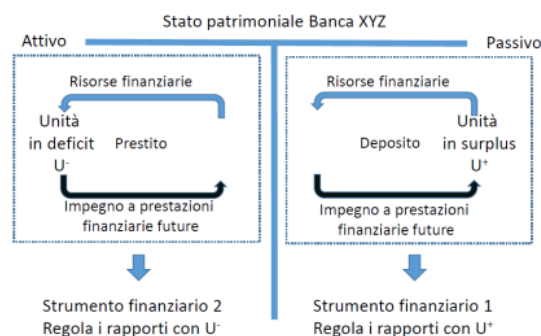 Stato patrimoniale Banca XYZ
Attivo
Passivo
Risorse finanziarie
Unità
in deficit
U-
Prestito
Impegno a prestazioni
finanziarie future
Risorse finanziarie
Deposito
Unità
in surplus
U+
Impegno a prestazioni
finanziarie future
Strumento finanziario 2
Regola i rapporti con U-
Strumento finanziario 1
Regola i rapporti con U+